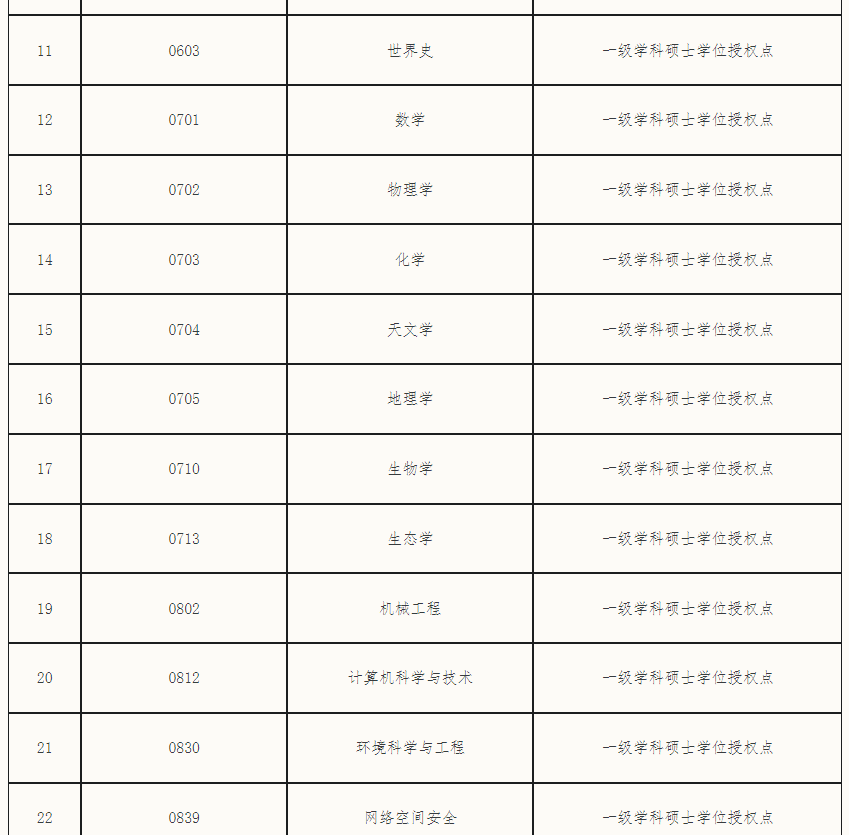 11 0603 世界史 一级学科硕士学位授权点
12 0701 数学 一级学科硕士学位授权点
13 0702 物理学 一级学科硕士学位授权点
14 0703 化学 一级学科硕士学位授权点
15 0704 天文学 一级学科硕士学位授权点
16 0705 地理学 一级学科硕士学位授权点
17 0710 生物学 一级学科硕士学位授权点
18 0713 生态学 一级学科硕士学位授权点
19 0802 机械工程 一级学科硕士学位授权点
20 0812 计算机科学与技术 一级学科硕士学位授权点
21 0830 环境科学与工程 一级学科硕士学位授权点
22 0839 网络空间安全 一级学科硕士学位授权点